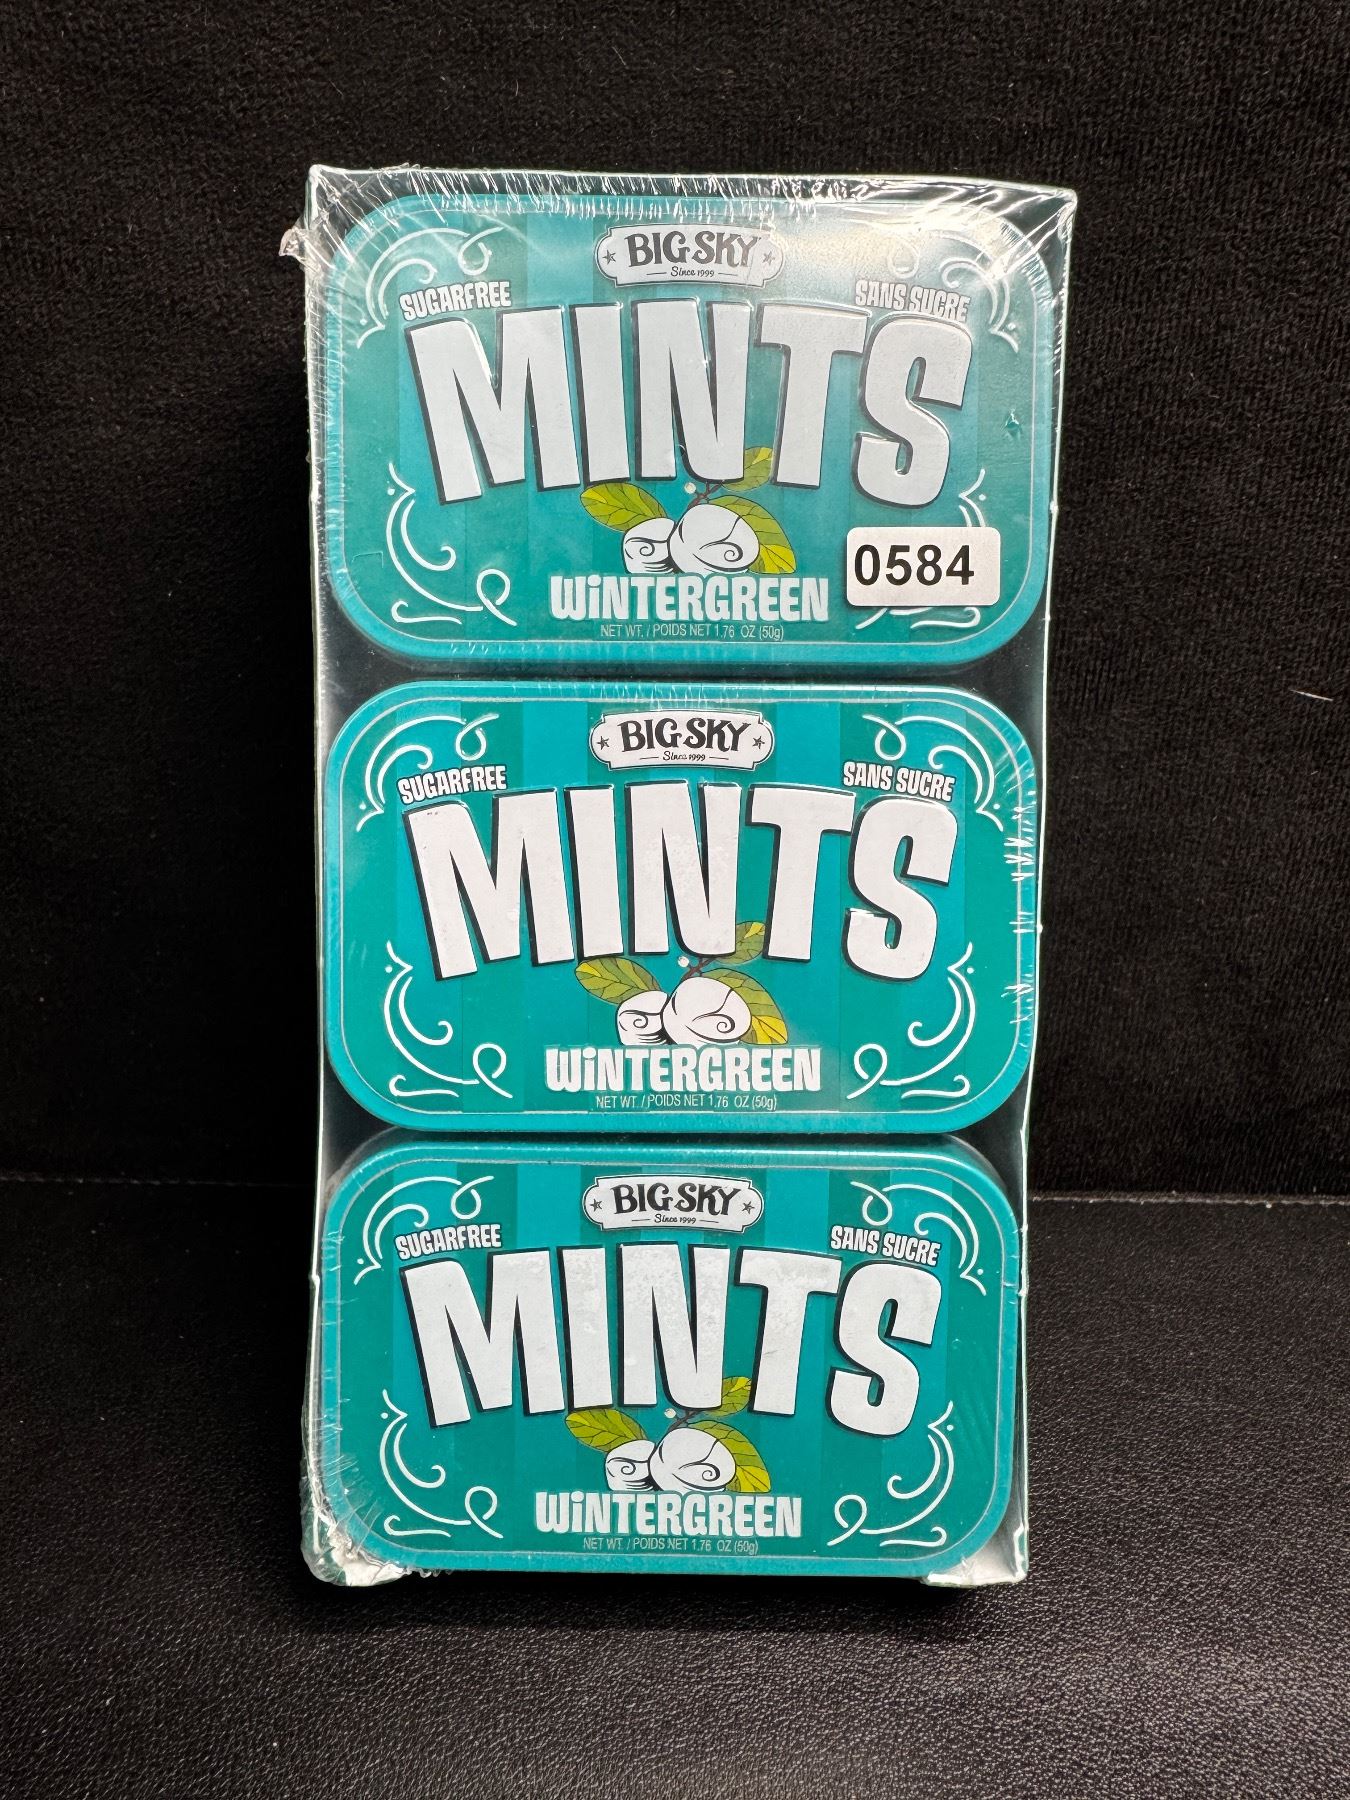 BIG SKY
Since 1999
SUGARFREE
SANS SUCRE
MINTS
0584
WiNTERGREEN
NET WT. / POIDS NET 1.76 OZ (50g)
BIG SKY
Since 1999
SUGARFREE
SANS SUCRE
MINTS
WiNTERGREEN
NET WT. / POIDS NET 1.76 OZ (50g)
BIG SKY
Since 1999
SUGARFREE
SANS SUCRE
MINTS
WiNTERGREEN
NET WT. / POIDS NET 1.76 OZ (50g)